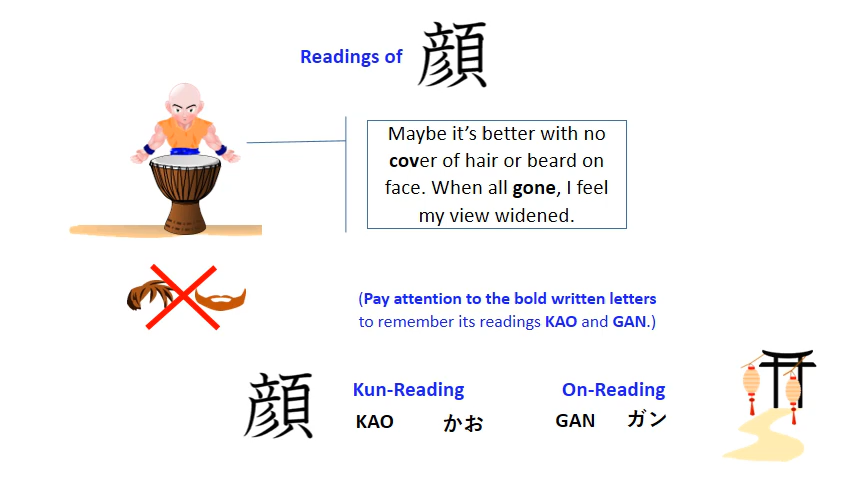 Readings of 顔
Maybe it's better with no
cover of hair or beard on
face. When all gone, I feel
my view widened.
(Pay attention to the bold written letters
to remember its readings KAO and GAN.)
顔
Kun-Reading On-Reading
KAO かお GAN ガン